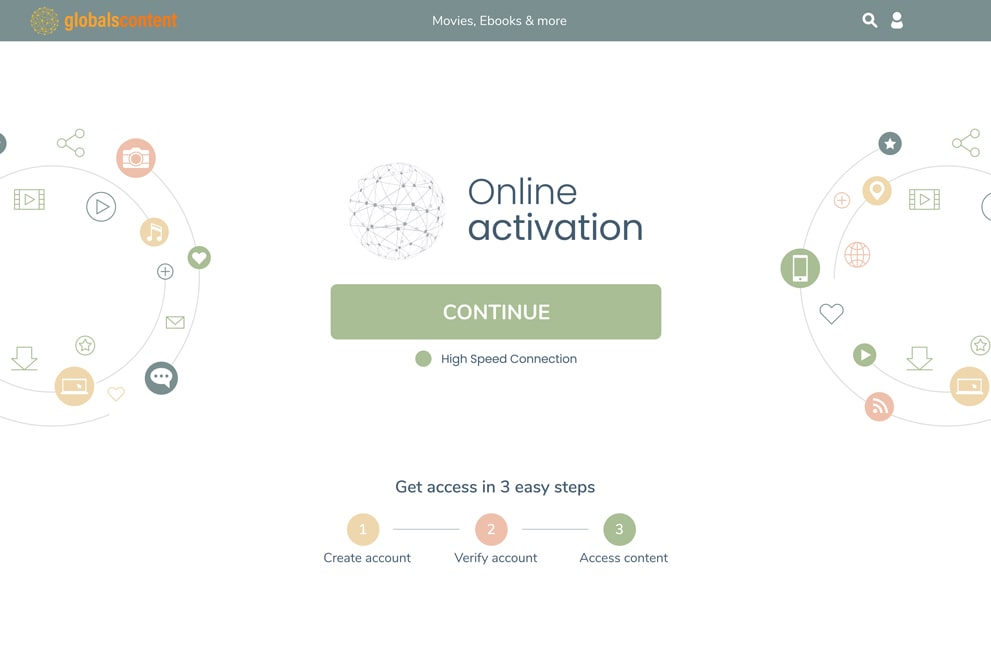 globalscontent
Movies, Ebooks & more
Online
activation
CONTINUE
High Speed Connection
Get access in 3 easy steps
1 2 3
Create account Verify account Access content